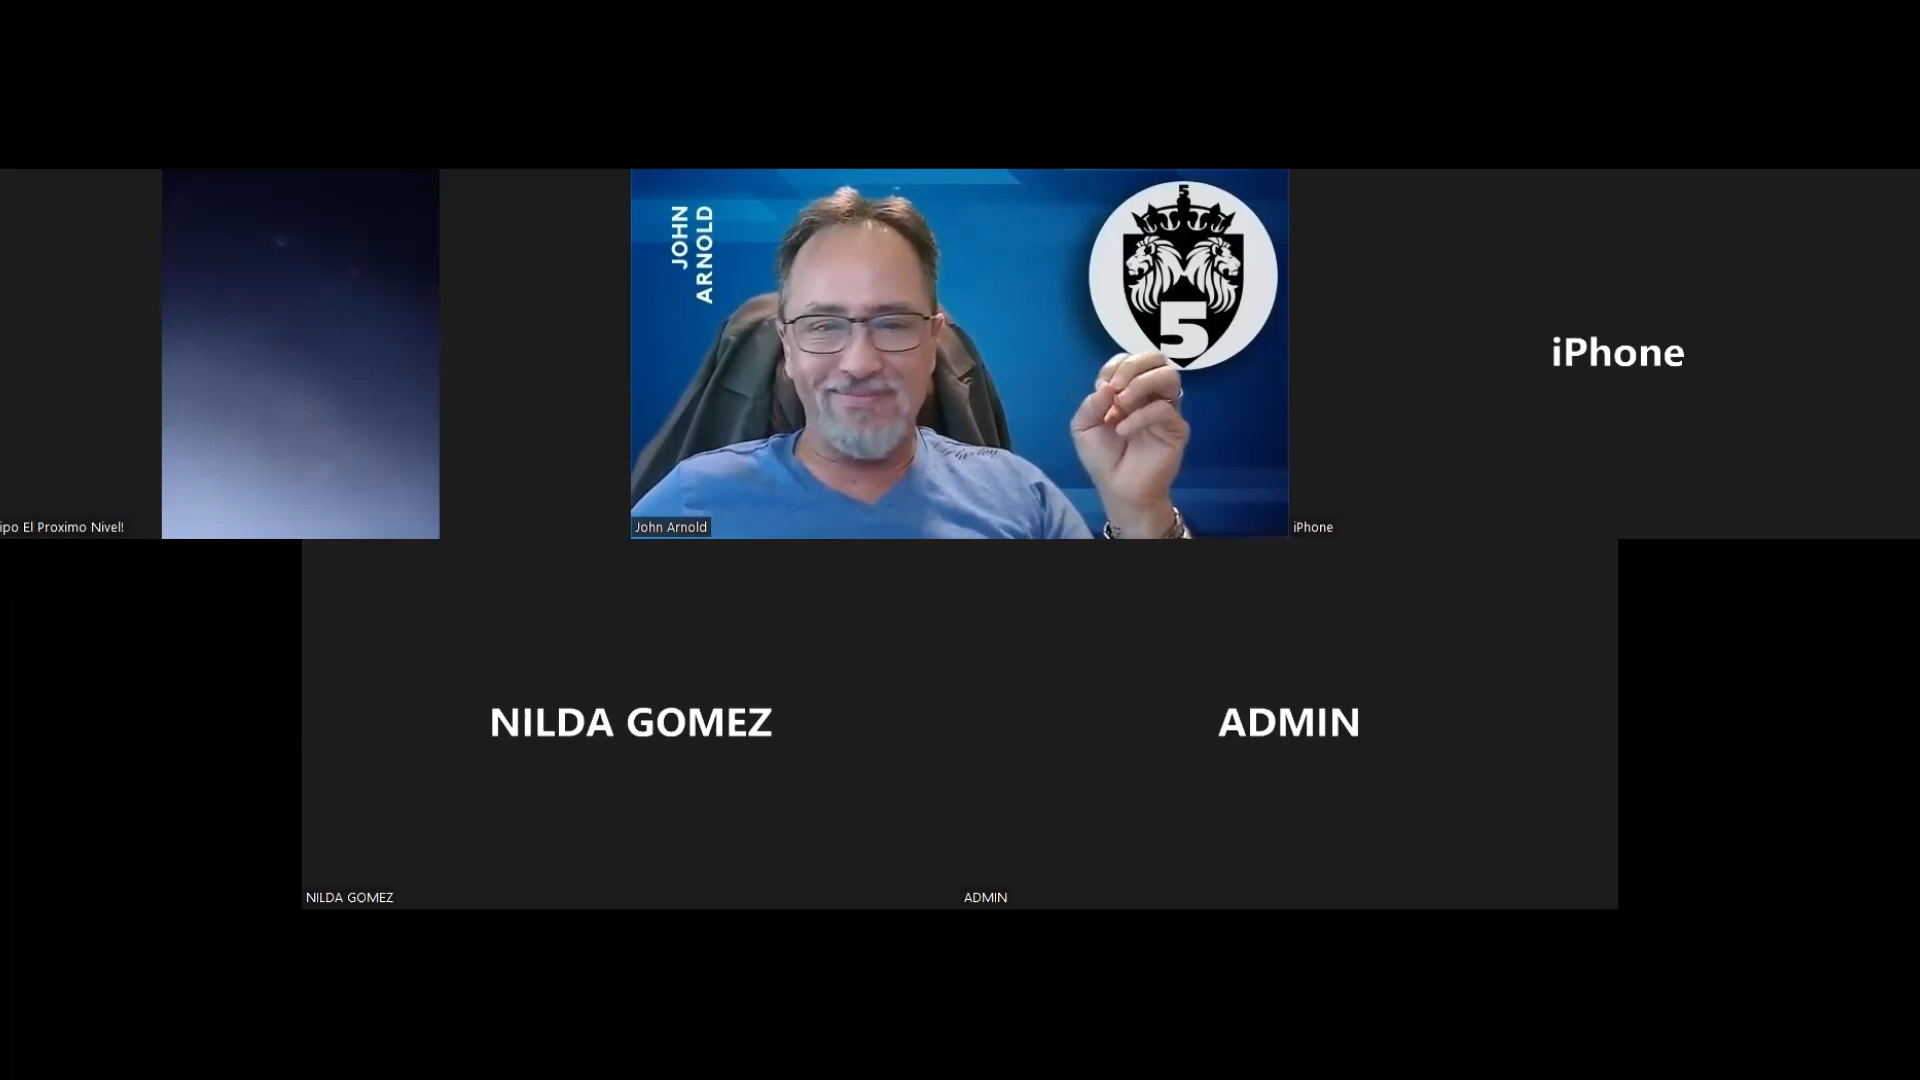 JOHN
ARNOLD
5
5
iPhone
ipo El Proximo Nivel!
John Arnold
iPhone
NILDA GOMEZ
ADMIN
NILDA GOMEZ
ADMIN